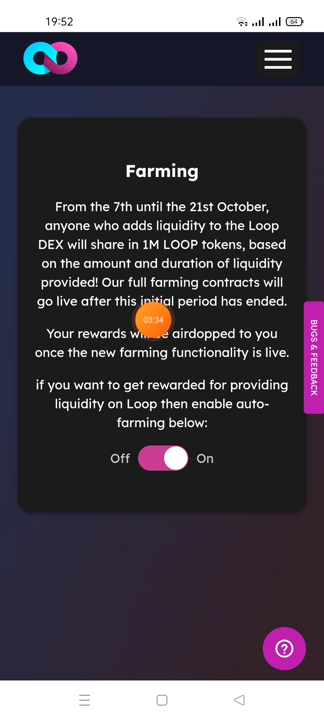 19:52
64
Farming
From the 7th until the 21st October,
anyone who adds liquidity to the Loop
DEX will share in 1M LOOP tokens, based
on the amount and duration of liquidity
provided! Our full farming contracts will
go live after this initial period has ended.
03:34
Your rewards will be airdopped to you
once the new farming functionality is live.
if you want to get rewarded for providing
liquidity on Loop then enable auto-
farming below:
Off On
BUGS & FEEDBACK